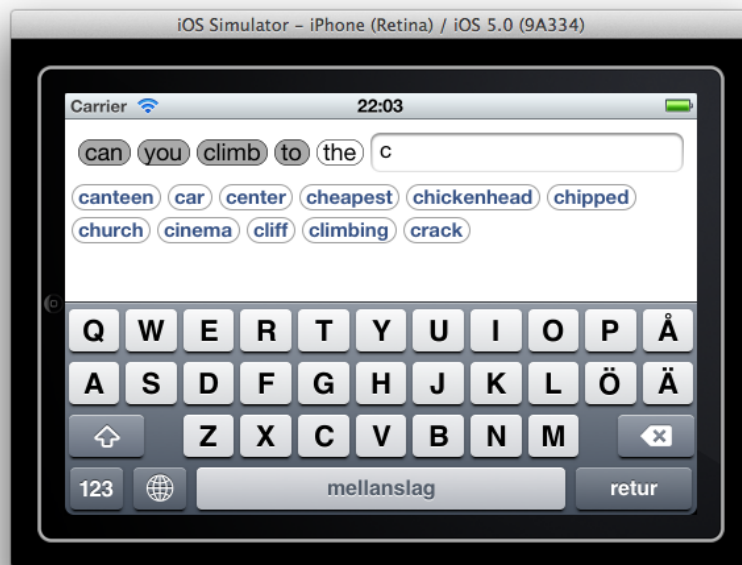 iOS Simulator – iPhone (Retina) / iOS 5.0 (9A334)
Carrier 22:03
can you climb to the c
canteen car center cheapest chickenhead chipped
church cinema cliff climbing crack
Q W E R T Y U I O P Å
A S D F G H J K L Ö Ä
Z X C V B N M
123 mellanslag retur